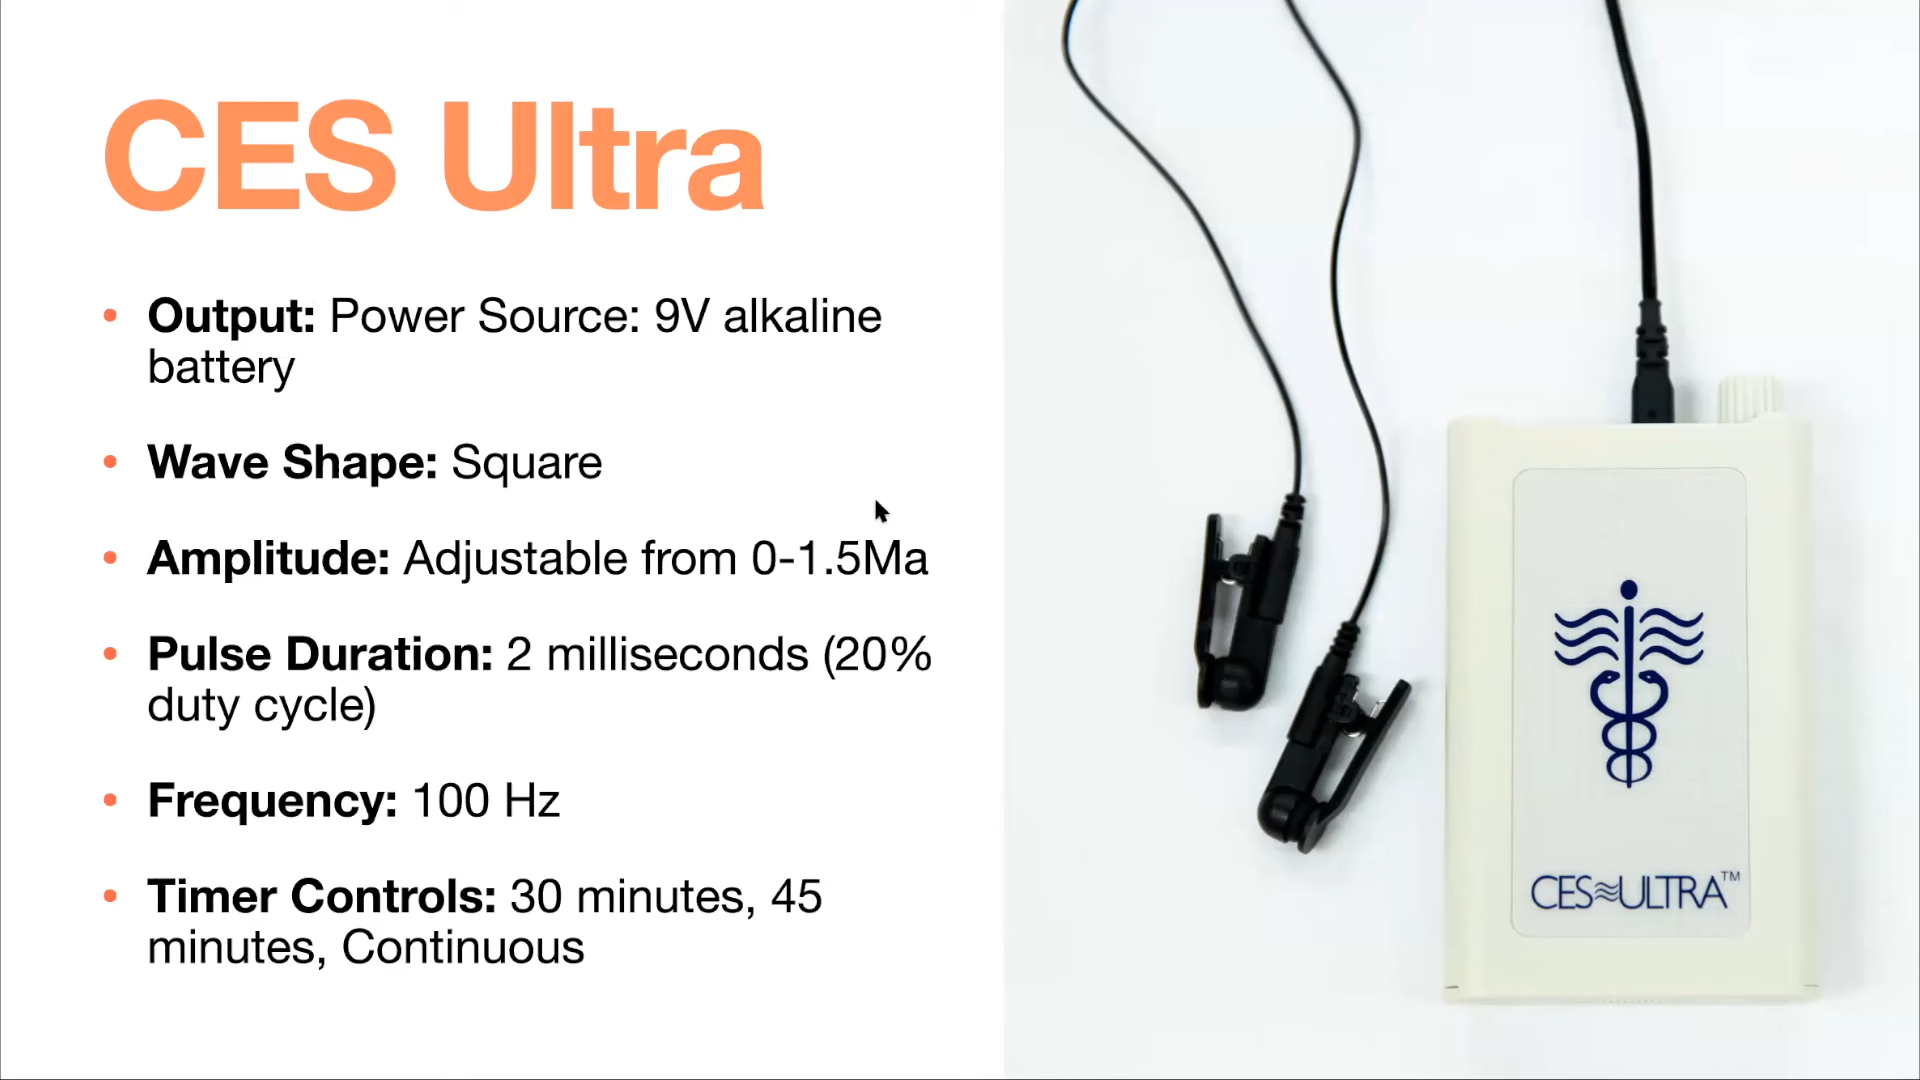 CES Ultra
• Output: Power Source: 9V alkaline
battery
• Wave Shape: Square
• Amplitude: Adjustable from 0-1.5Ma
• Pulse Duration: 2 milliseconds (20%
duty cycle)
• Frequency: 100 Hz
• Timer Controls: 30 minutes, 45
minutes, Continuous
CES≈ULTRA™